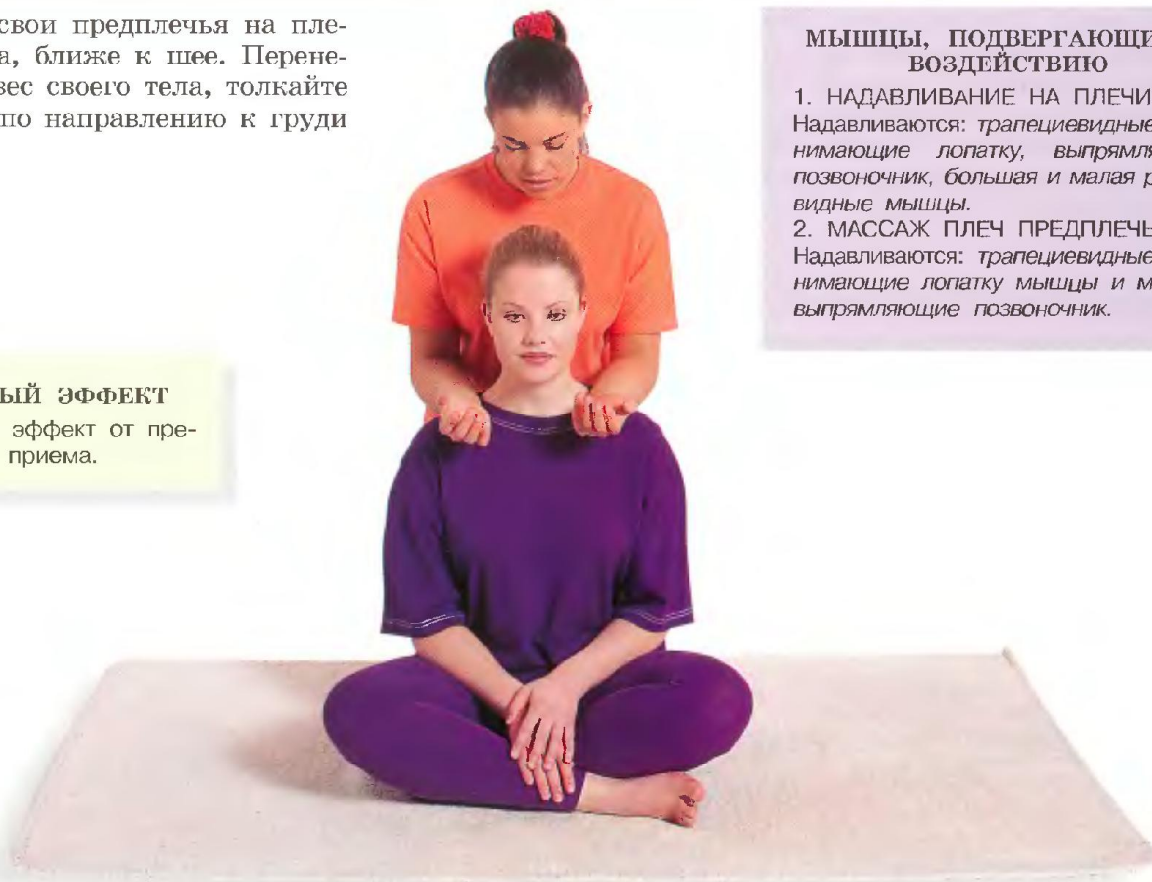 свои предплечья на пле-
а, ближе к шее. Перене-
вес своего тела, толкайте
по направлению к груди
ЫЙ ЭФФЕКТ
эффект от пре-
приема.
МЫШЦЫ, ПОДВЕРГАЮЩИ
ВОЗДЕЙСТВИЮ
1. НАДАВЛИВАНИЕ НА ПЛЕЧИ
Надавливаются: трапециевидные
нимающие лопатку, выпрямля
позвоночник, большая и малая р
видные мышцы.
2. МАССАЖ ПЛЕЧ ПРЕДПЛЕЧЬ
Надавливаются: трапециевидные
нимающие лопатку мышцы и м
выпрямляющие позвоночник.